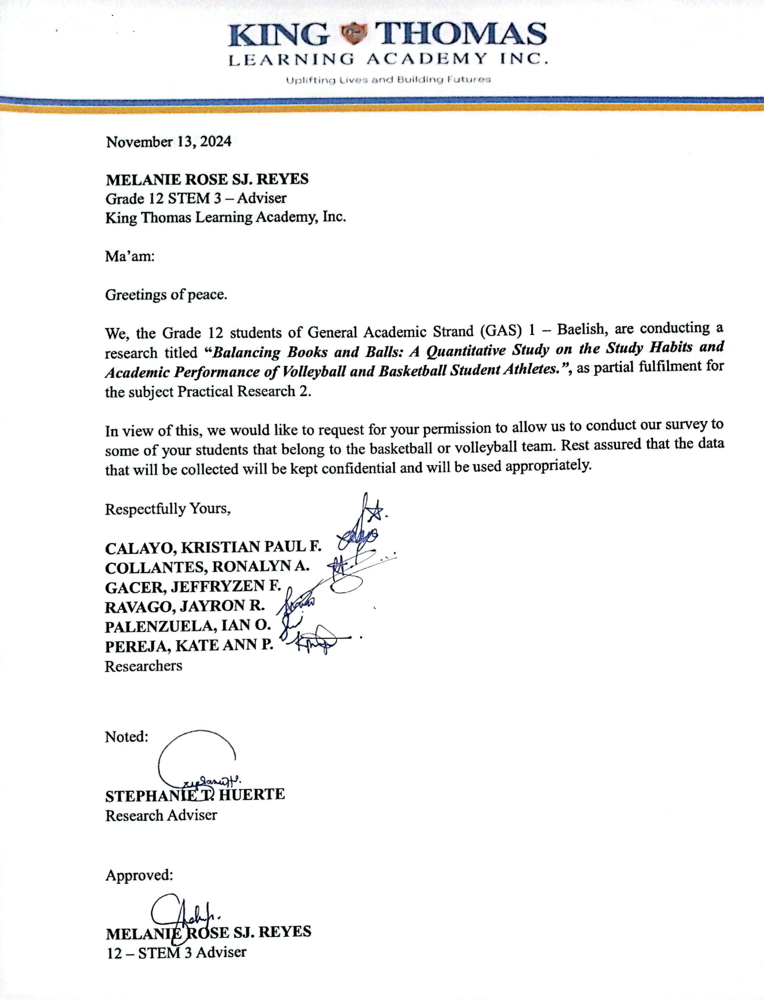 KING THOMAS
LEARNING ACADEMY INC.
Uplifting Lives and Building Futures
November 13, 2024
MELANIE ROSE SJ. REYES
Grade 12 STEM 3 – Adviser
King Thomas Learning Academy, Inc.
Ma’am:
Greetings of peace.
We, the Grade 12 students of General Academic Strand (GAS) 1 – Baelish, are conducting a
research titled “Balancing Books and Balls: A Quantitative Study on the Study Habits and
Academic Performance of Volleyball and Basketball Student Athletes.”, as partial fulfilment for
the subject Practical Research 2.
In view of this, we would like to request for your permission to allow us to conduct our survey to
some of your students that belong to the basketball or volleyball team. Rest assured that the data
that will be collected will be kept confidential and will be used appropriately.
Respectfully Yours,
CALAYO, KRISTIAN PAUL F.
COLLANTES, RONALYN A.
GACER, JEFFRYZEN F.
RAVAGO, JAYRON R.
PALENZUELA, IAN O.
PEREJA, KATE ANN P.
Researchers
Noted:
STEPHANIE T. HUERTE
Research Adviser
Approved:
MELANIE ROSE SJ. REYES
12 – STEM 3 Adviser